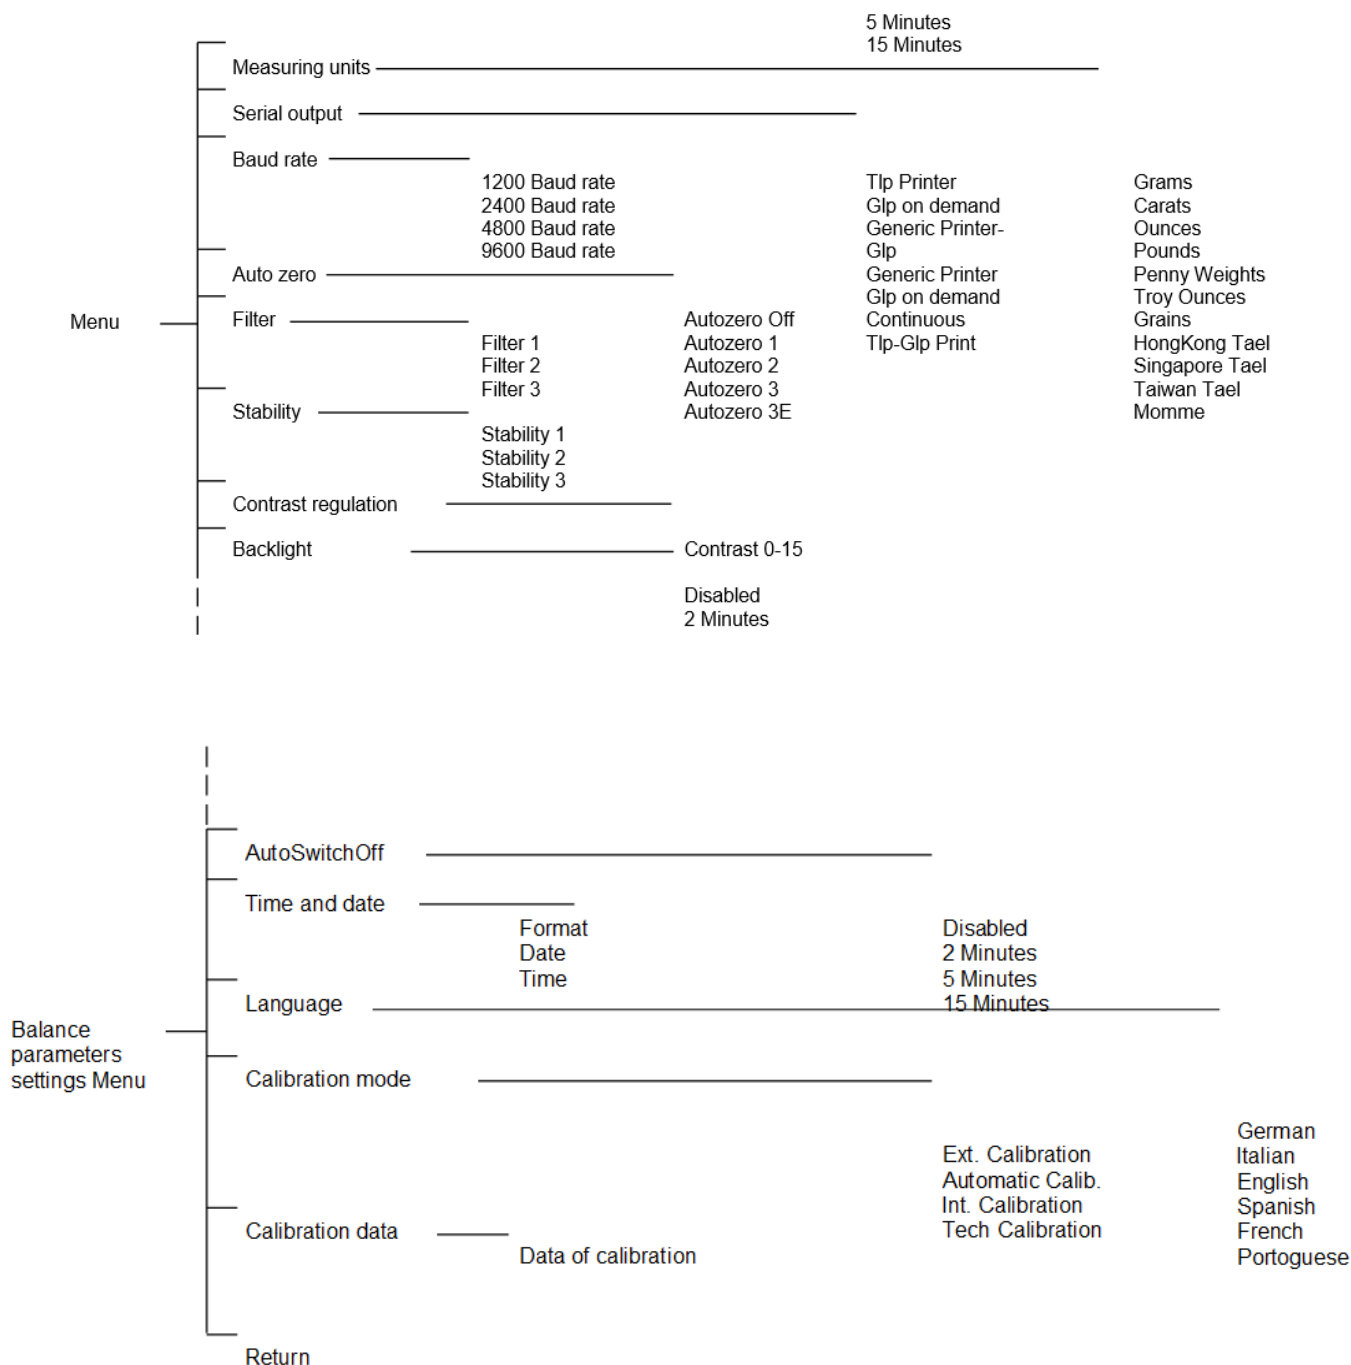 5 Minutes
15 Minutes
Measuring units
Serial output
Baud rate
1200 Baud rate
2400 Baud rate
4800 Baud rate
9600 Baud rate
Tlp Printer
Glp on demand
Generic Printer-
Glp
Generic Printer
Glp on demand
Continuous
Tlp-Glp Print
Grams
Carats
Ounces
Pounds
Penny Weights
Troy Ounces
Grains
HongKong Tael
Singapore Tael
Taiwan Tael
Momme
Auto zero
Menu
Filter
Autozero Off
Autozero 1
Autozero 2
Autozero 3
Autozero 3E
Filter 1
Filter 2
Filter 3
Stability
Stability 1
Stability 2
Stability 3
Contrast regulation
Backlight
Contrast 0-15
Disabled
2 Minutes
AutoSwitchOff
Time and date
Format
Date
Time
Disabled
2 Minutes
5 Minutes
15 Minutes
Language
Balance
parameters
settings Menu
Calibration mode
Ext. Calibration
Automatic Calib.
Int. Calibration
Tech Calibration
German
Italian
English
Spanish
French
Portoguese
Calibration data
Data of calibration
Return